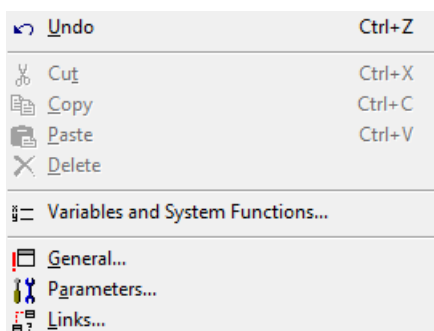 Undo Ctrl+Z
Cut Ctrl+X
Copy Ctrl+C
Paste Ctrl+V
Delete
Variables and System Functions...
General...
Parameters...
Links...